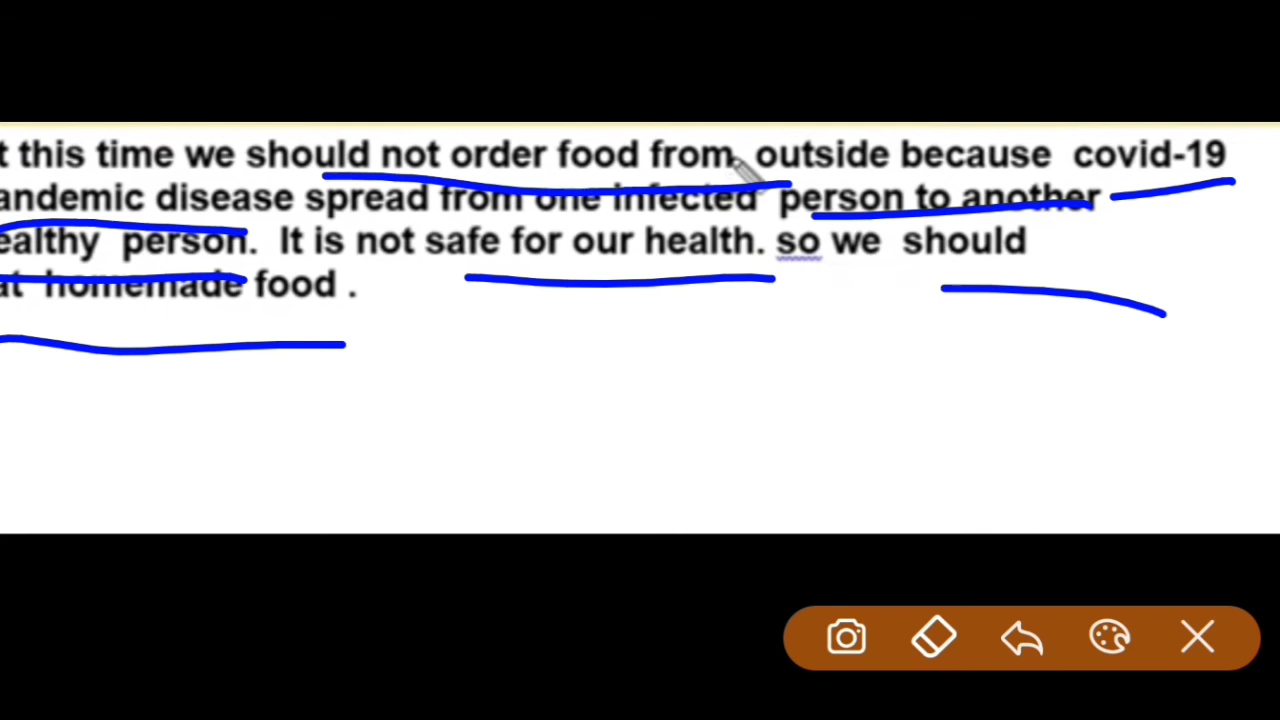 t this time we should not order food from outside because covid-19
andemic disease spread from one infected person to another
ealthy person. It is not safe for our health. so we should
at homemade food .